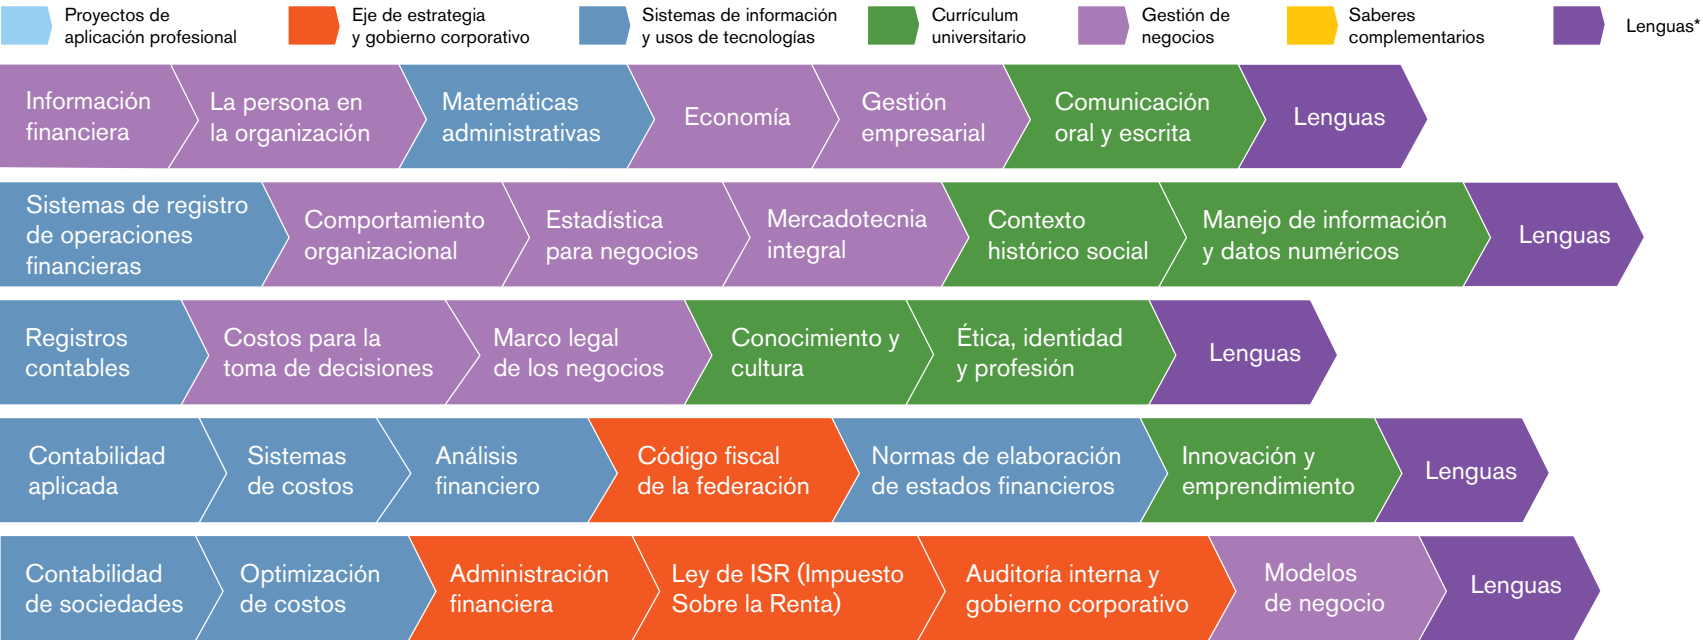 Proyectos de
aplicación profesional
Eje de estrategia
y gobierno corporativo
Sistemas de información
y usos de tecnologías
Currículum
universitario
Gestión de
negocios
Saberes
complementarios
Lenguas*
Información
financiera
La persona en
la organización
Matemáticas
administrativas
Economía
Gestión
empresarial
Comunicación
oral y escrita
Lenguas
Sistemas de registro
de operaciones
financieras
Comportamiento
organizacional
Estadística
para negocios
Mercadotecnia
integral
Contexto
histórico social
Manejo de información
y datos numéricos
Lenguas
Registros
contables
Costos para la
toma de decisiones
Marco legal
de los negocios
Conocimiento y
cultura
Ética, identidad
y profesión
Lenguas
Contabilidad
aplicada
Sistemas
de costos
Análisis
financiero
Código fiscal
de la federación
Normas de elaboración
de estados financieros
Innovación y
emprendimiento
Lenguas
Contabilidad
de sociedades
Optimización
de costos
Administración
financiera
Ley de ISR (Impuesto
Sobre la Renta)
Auditoría interna y
gobierno corporativo
Modelos
de negocio
Lenguas